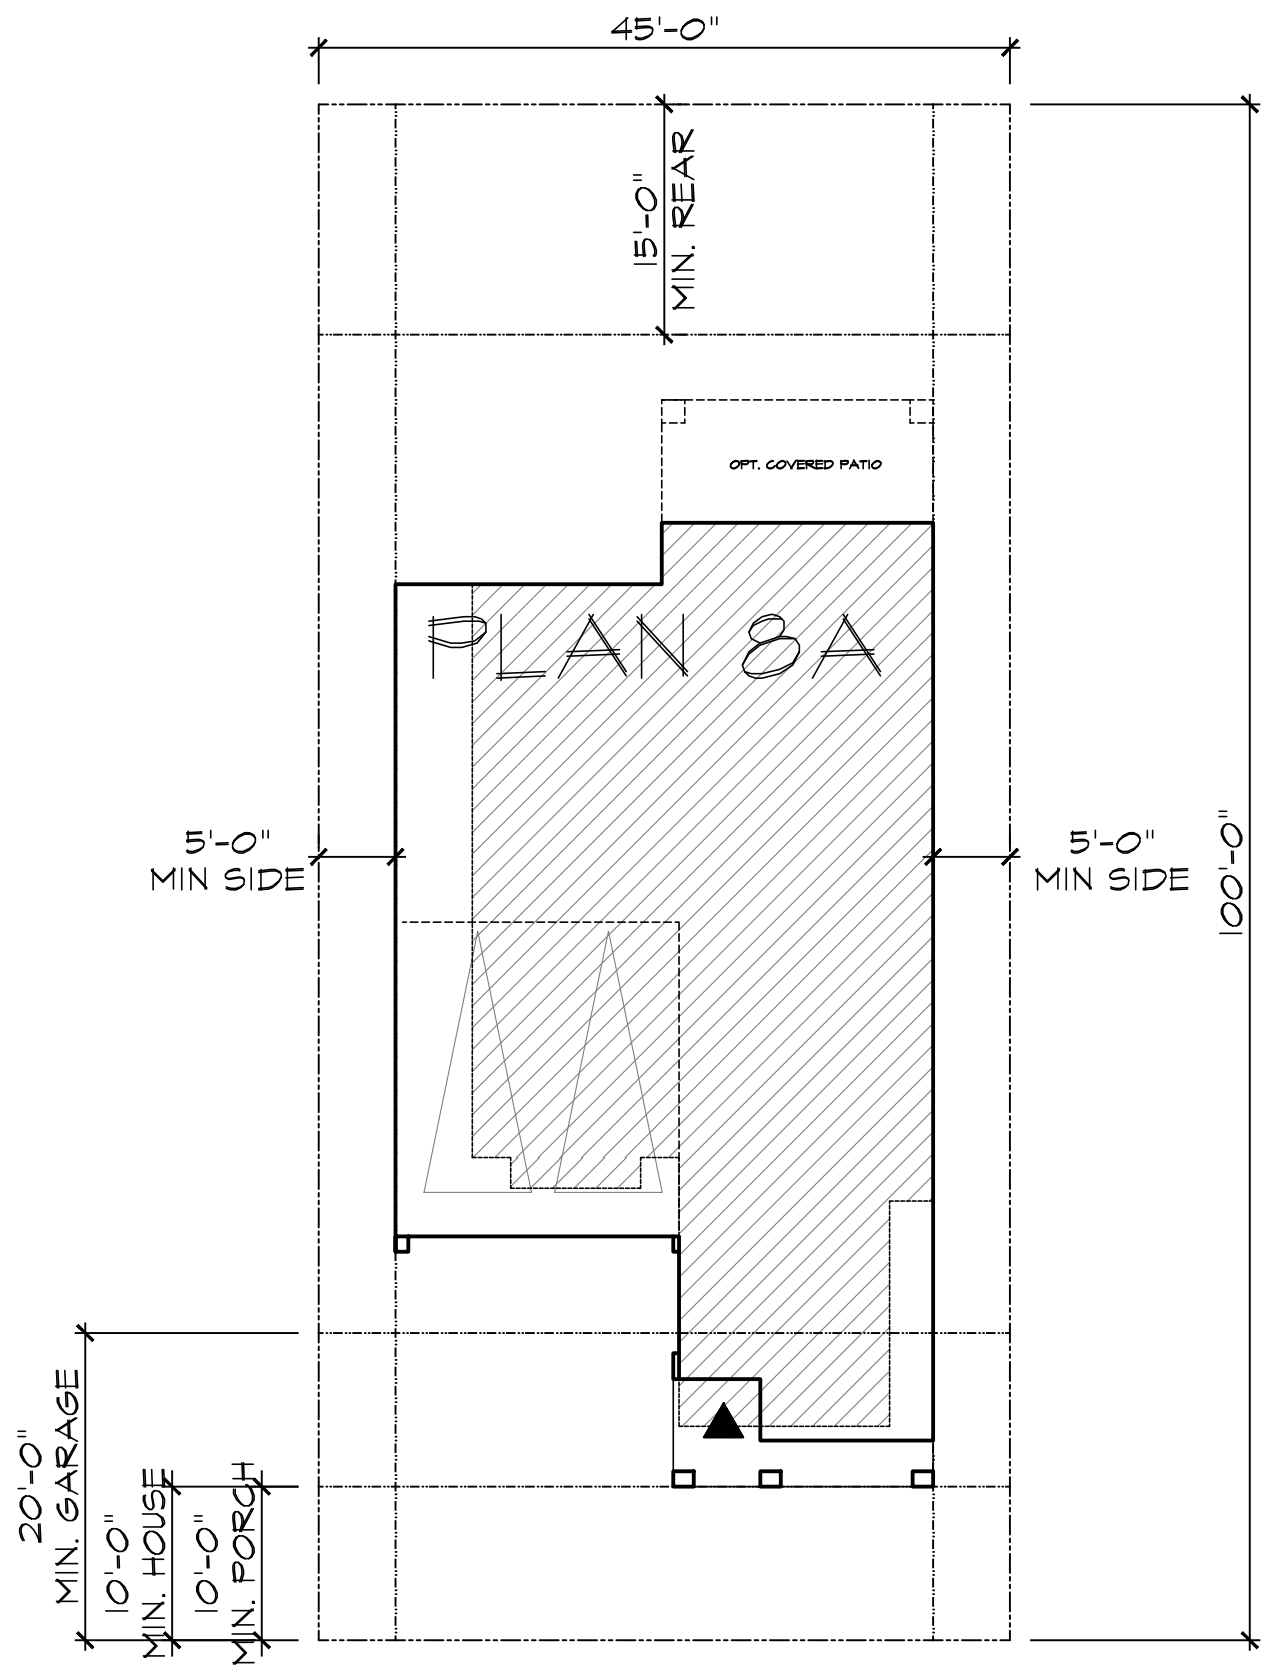 45'-0"
15'-0"
MIN. REAR
OPT. COVERED PATIO
PLAN 8A
5'-0"
MIN SIDE
5'-0"
MIN SIDE
100'-0"
20'-0"
MIN. GARAGE
10'-0"
MIN. HOUSE
10'-0"
MIN. PORCH